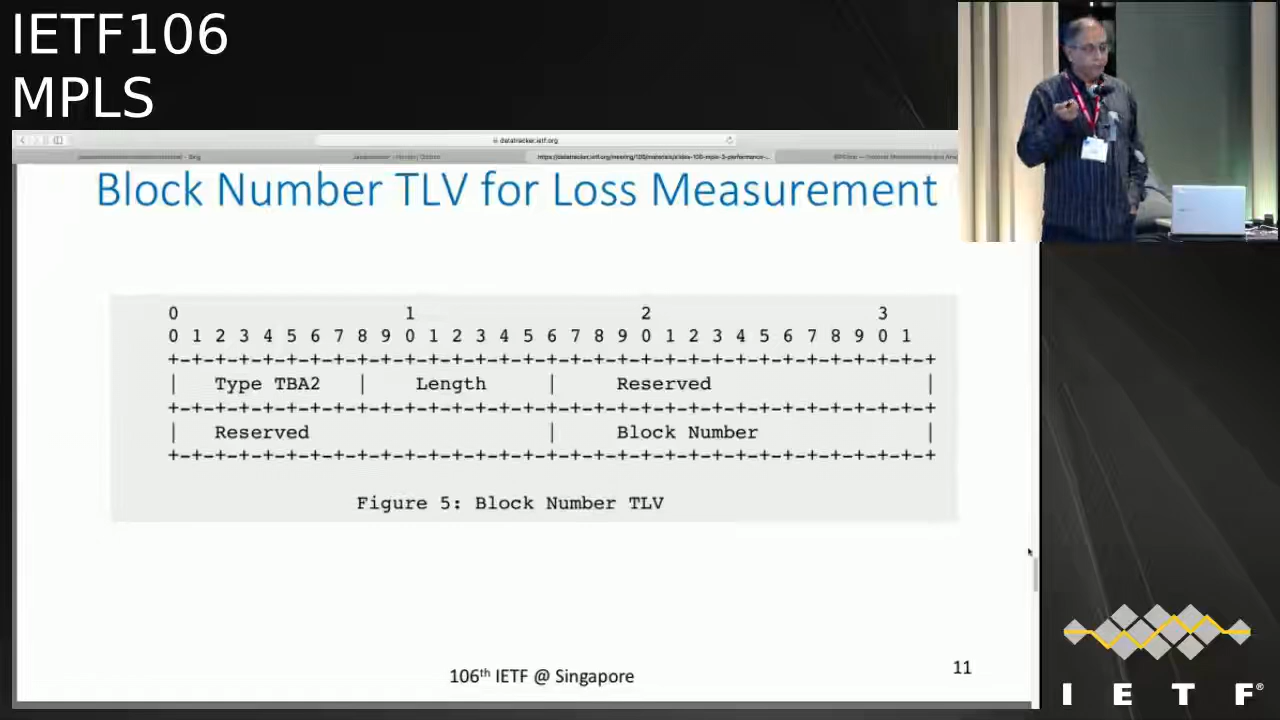 IETF106
MPLS
datatracker.ietf.org
Block Number TLV for Loss Measurement
0                   1                   2                   3
0 1 2 3 4 5 6 7 8 9 0 1 2 3 4 5 6 7 8 9 0 1 2 3 4 5 6 7 8 9 0 1
+-+-+-+-+-+-+-+-+-+-+-+-+-+-+-+-+-+-+-+-+-+-+-+-+-+-+-+-+-+-+-+-+
|   Type TBA2   |    Length     |     Reserved                  |
+-+-+-+-+-+-+-+-+-+-+-+-+-+-+-+-+-+-+-+-+-+-+-+-+-+-+-+-+-+-+-+-+
|   Reserved                    |     Block Number              |
+-+-+-+-+-+-+-+-+-+-+-+-+-+-+-+-+-+-+-+-+-+-+-+-+-+-+-+-+-+-+-+-+
Figure 5: Block Number TLV
106th IETF @ Singapore
11
I E T F®